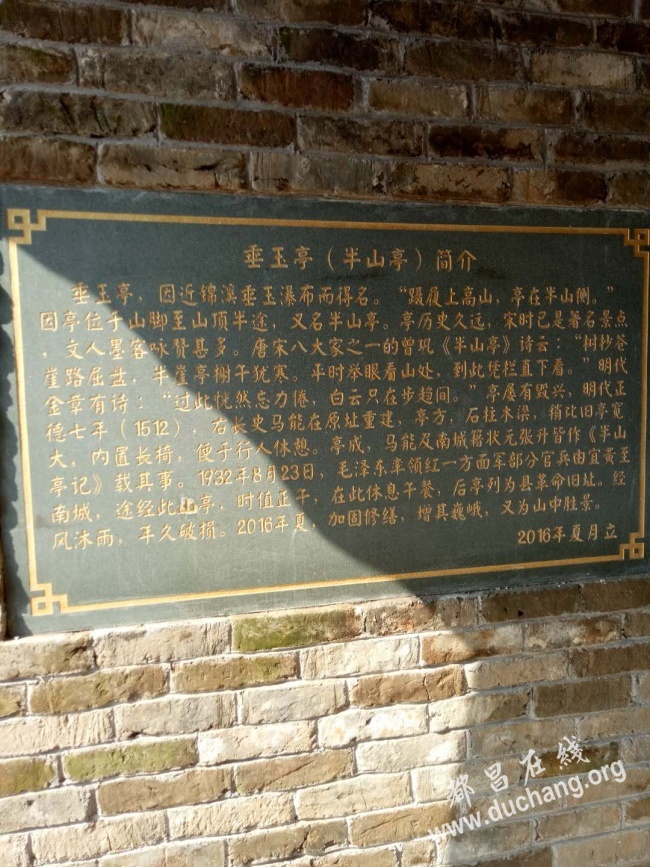 垂玉亭（半山亭）简介
垂玉亭，因近锦溪垂玉瀑布而得名。“蹑屐上高山，亭在半山侧。”
因亭位于山脚至山顶半途，又名半山亭。亭历史久远，宋时已是著名景点
，文人墨客咏赞甚多。唐宋八大家之一的曾巩《半山亭》诗云：“树抄苍
崖路屈盘，半崖亭榭午犹寒。平时举眼看山处，到此凭栏直下看。”明代
金章有诗：“过此恍然忘力倦，白云只在步趋间。”亭屡有毁兴，明代正
德七年（1512），右长史马能在原址重建，亭方，石柱木梁，稍比旧亭宽
大，内置长椅，便于行人休憩。亭成，马能及南城籍状元张升皆作《半山
亭记》载其事。1932年8月23日，毛泽东率领红一方面军部分官兵由宜黄至
南城，途经此亭，时值正午，在此休息午餐，后亭列为县革命旧址。经
风沐雨，年久破损。2016年夏，加固修缮，增其巍峨，又为山中胜景。
2016年夏月立
都昌在线
www.duchang.org